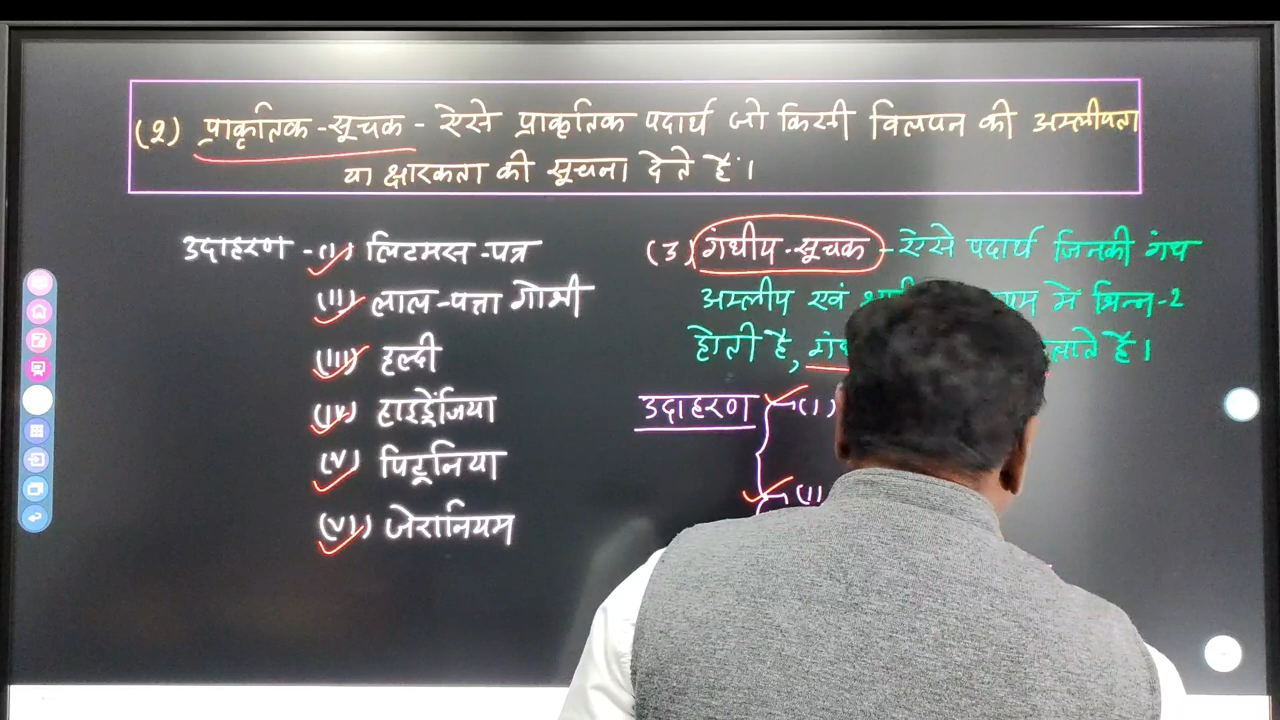 (2) प्राकृतिक-सूचक - ऐसे प्राकृतिक पदार्थ जो किसी विलयन की अम्लीयता
या क्षारकता की सूचना देते हैं।
उदाहरण - (I) लिटमस-पत्र
(II) लाल-पत्ता गोभी
(III) हल्दी
(IV) हाइड्रेंजिया
(V) पिटूनिया
(VI) जेरानियम
(3) गंधीय-सूचक - ऐसे पदार्थ जिनकी गंध
अम्लीय एवं में भिन्न-2
होती है, है।
उदाहरण (I)
(II)